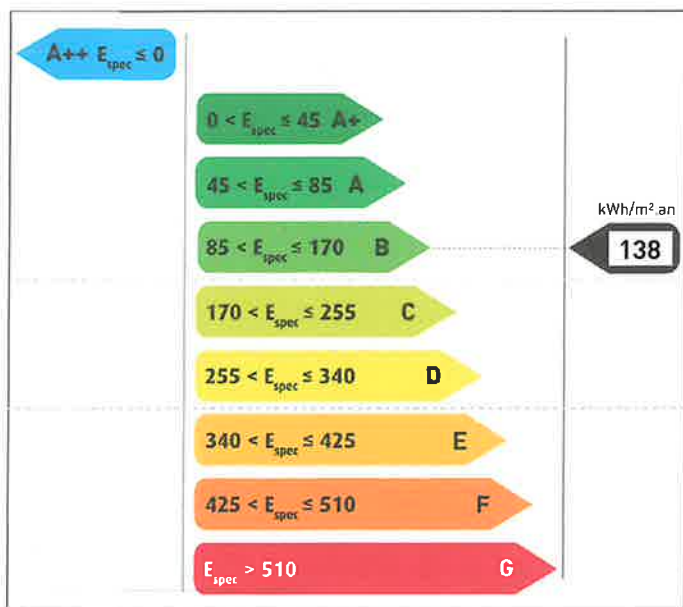 A++ Espec ≤ 0
0 < Espec ≤ 45 A+
45 < Espec ≤ 85 A
kWh/m².an
85 < Espec ≤ 170 B
138
170 < Espec ≤ 255 C
255 < Espec ≤ 340 D
340 < Espec ≤ 425 E
425 < Espec ≤ 510 F
Espec > 510 G